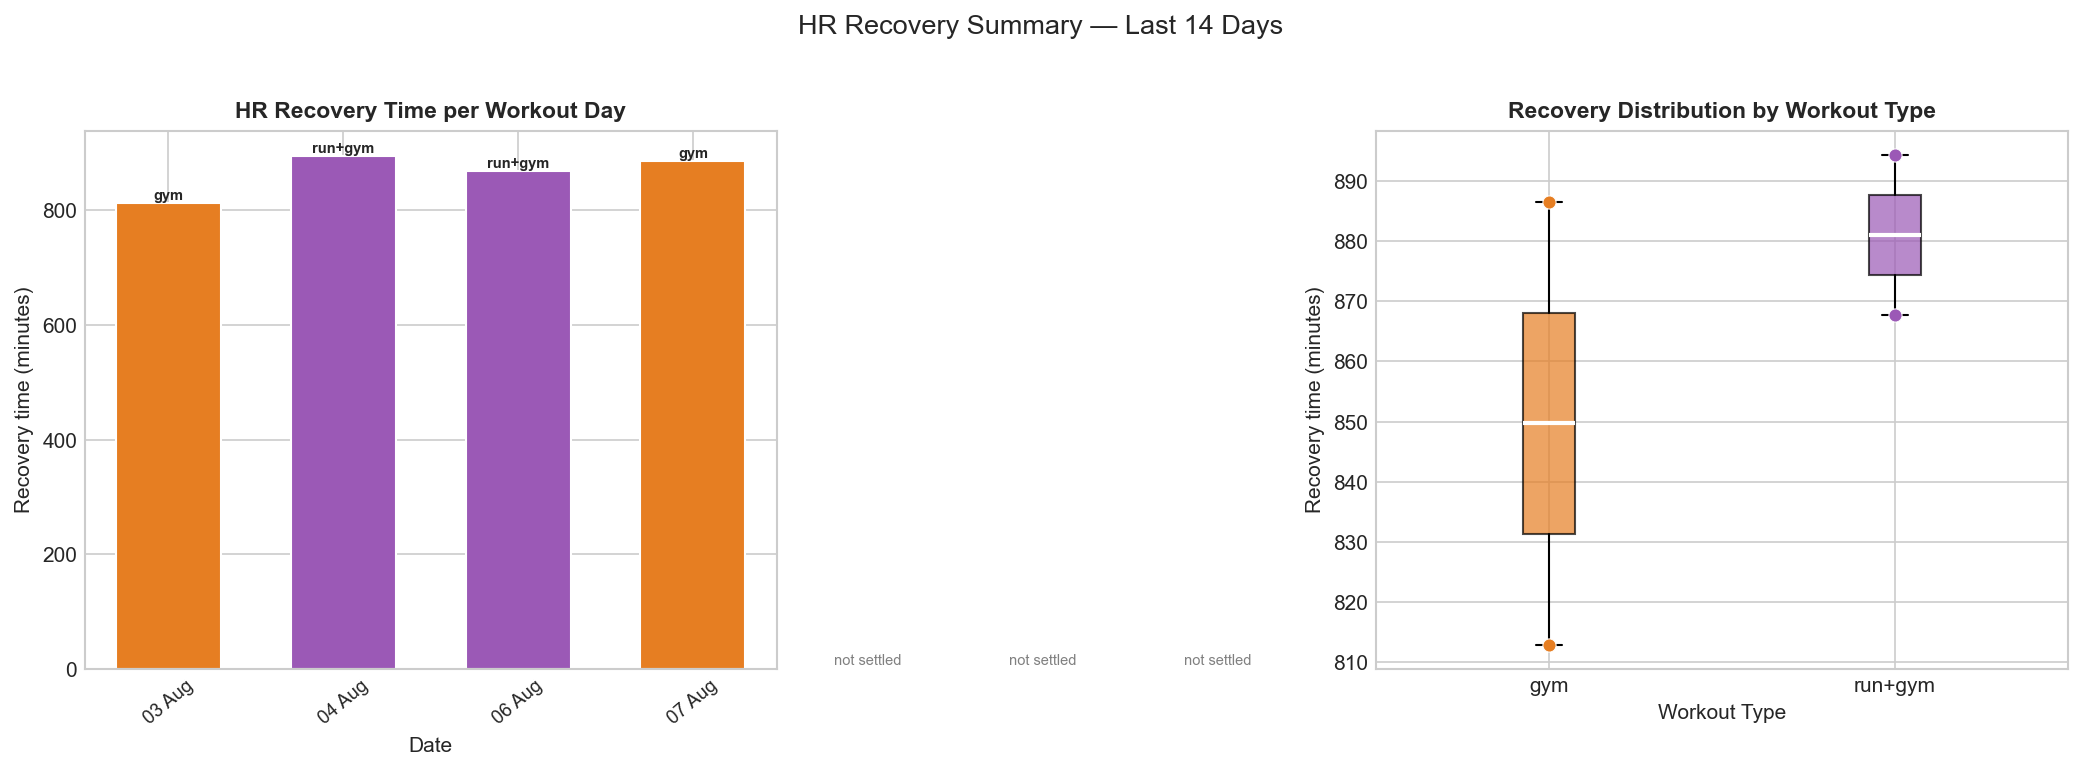 HR Recovery Summary — Last 14 Days
HR Recovery Time per Workout Day
Recovery time (minutes)
800
600
400
200
0
gym
run+gym
run+gym
gym
03 Aug
04 Aug
06 Aug
07 Aug
Date
not settled
not settled
not settled
Recovery Distribution by Workout Type
Recovery time (minutes)
890
880
870
860
850
840
830
820
810
gym
run+gym
Workout Type